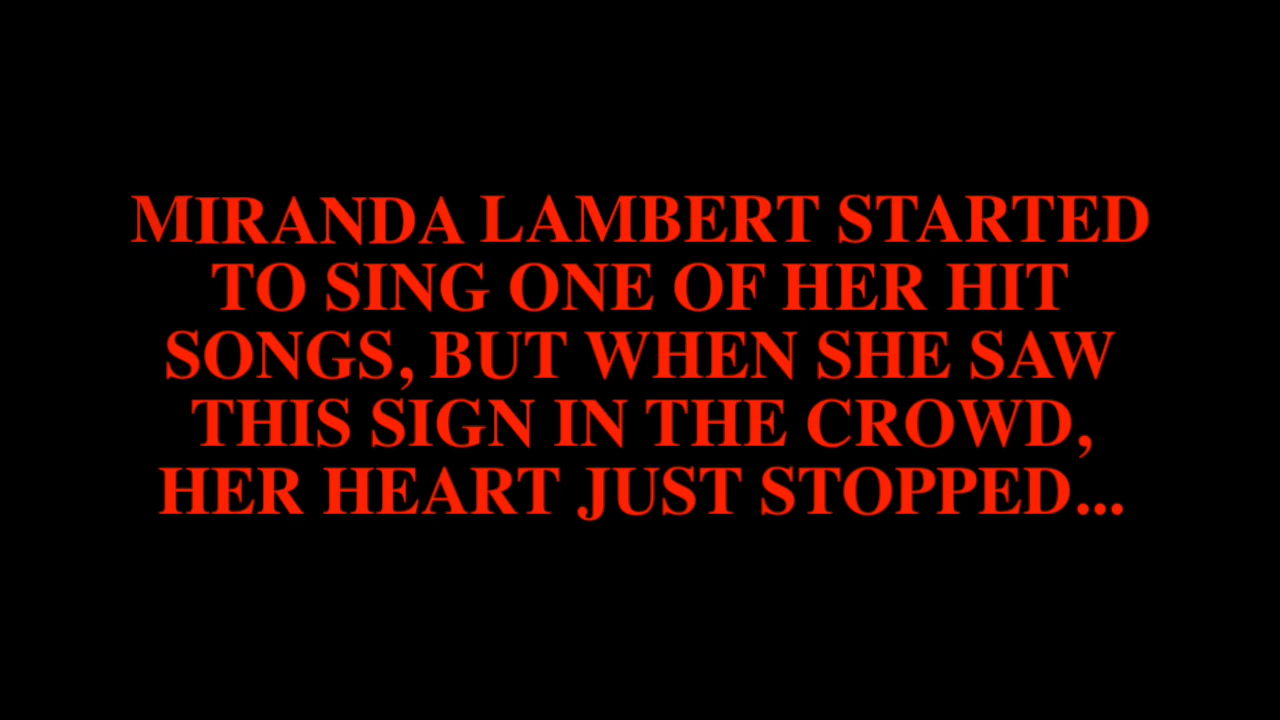 MIRANDA LAMBERT STARTED
TO SING ONE OF HER HIT
SONGS, BUT WHEN SHE SAW
THIS SIGN IN THE CROWD,
HER HEART JUST STOPPED...